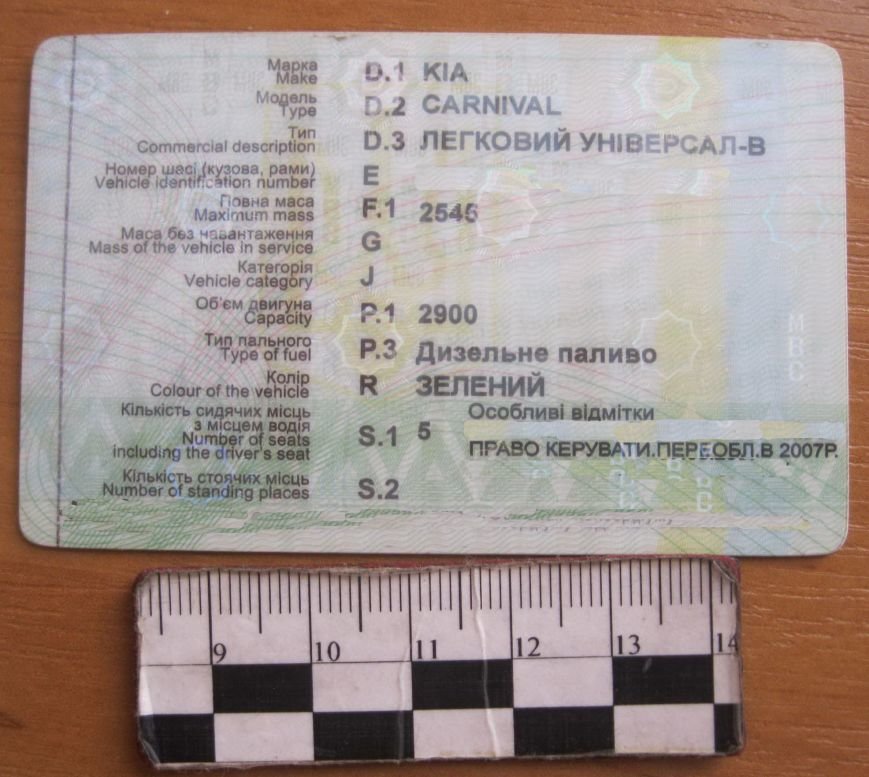 Марка
Make D.1 KIA
Модель
Type D.2 CARNIVAL
Тип
Commercial description D.3 ЛЕГКОВИЙ УНІВЕРСАЛ-В
Номер шасі (кузова, рами)
Vehicle identification number E
Повна маса
Maximum mass F.1 2545
Маса без навантаження
Mass of the vehicle in service G
Категорія
Vehicle category J
Об'єм двигуна
Capacity P.1 2900
Тип пального
Type of fuel P.3 Дизельне паливо
Колір
Colour of the vehicle R ЗЕЛЕНИЙ
Кількість сидячих місць
з місцем водія
Number of seats
including the driver's seat S.1 5
Особливі відмітки
ПРАВО КЕРУВАТИ.ПЕРЕОБЛ.В 2007Р.
Кількість стоячих місць
Number of standing places S.2
9 10 11 12 13 14